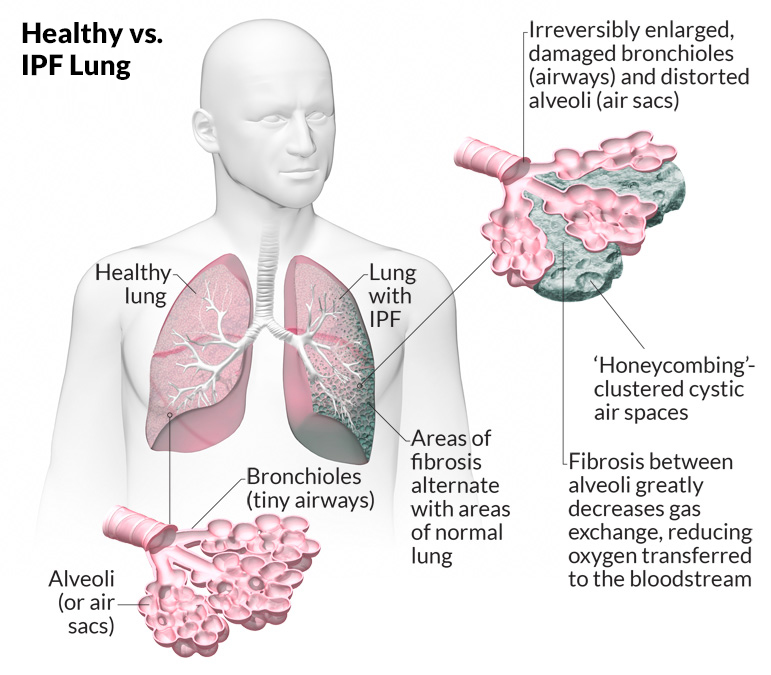 Healthy vs.
IPF Lung
Irreversibly enlarged,
damaged bronchioles
(airways) and distorted
alveoli (air sacs)
Healthy
lung
Lung
with
IPF
‘Honeycombing’-
clustered cystic
air spaces
Areas of
fibrosis
alternate
with areas
of normal
lung
Fibrosis between
alveoli greatly
decreases gas
exchange, reducing
oxygen transferred
to the bloodstream
Bronchioles
(tiny airways)
Alveoli
(or air
sacs)